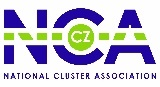 NCA
CZ
NATIONAL CLUSTER ASSOCIATION